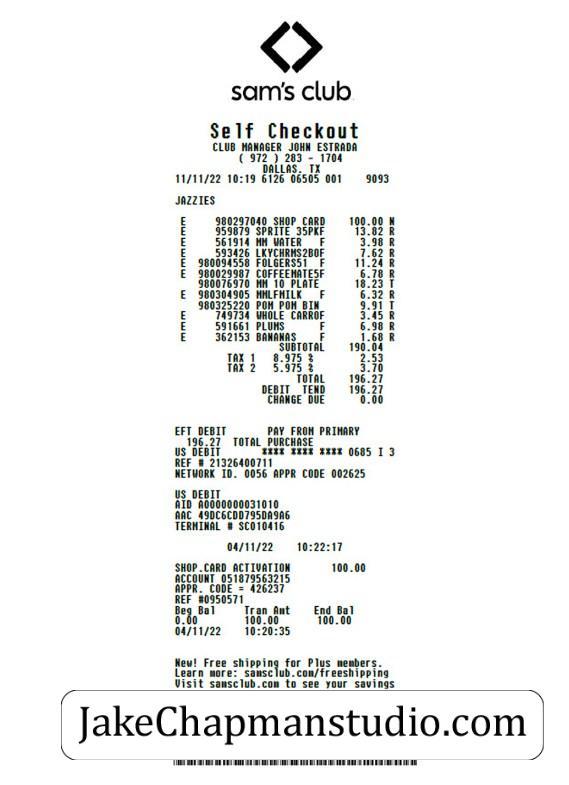 sam's club
Self Checkout
CLUB MANAGER JOHN ESTRADA
( 972 ) 283 - 1704
DALLAS. TX
11/11/22 10:19 6126 06505 001 9093
JAZZIES
E 980297040 SHOP CARD 100.00 N
E 959879 SPRITE 35PKF 13.82 R
E 561914 MM WATER F 3.98 R
E 593426 LKYCHRMS2BOF 7.62 R
E 980094558 FOLGERS51 F 11.24 R
E 980029987 COFFEEMATE5F 6.78 R
980076970 MM 10 PLATE 18.23 T
E 980304905 MMLFMILK F 6.32 R
980325220 POM POM BIN 9.91 T
E 749734 WHOLE CARROF 3.45 R
E 591661 PLUMS F 6.98 R
E 362153 BANANAS F 1.68 R
SUBTOTAL 190.04
TAX 1 8.975 % 2.53
TAX 2 5.975 % 3.70
TOTAL 196.27
DEBIT TEND 196.27
CHANGE DUE 0.00
EFT DEBIT PAY FROM PRIMARY
196.27 TOTAL PURCHASE
US DEBIT **** **** **** 0685 I 3
REF # 21326400711
NETWORK ID. 0056 APPR CODE 002625
US DEBIT
AID A0000000031010
AAC 49DC6CDD795DA9A6
TERMINAL # SC010416
04/11/22 10:22:17
SHOP.CARD ACTIVATION 100.00
ACCOUNT 051879563215
APPR. CODE = 426237
REF #0950571
Beg Bal Tran Amt End Bal
0.00 100.00 100.00
04/11/22 10:20:35
New! Free shipping for Plus members.
Learn more: samsclub.com/freeshipping
Visit samsclub.com to see your savings
JakeChapmanstudio.com